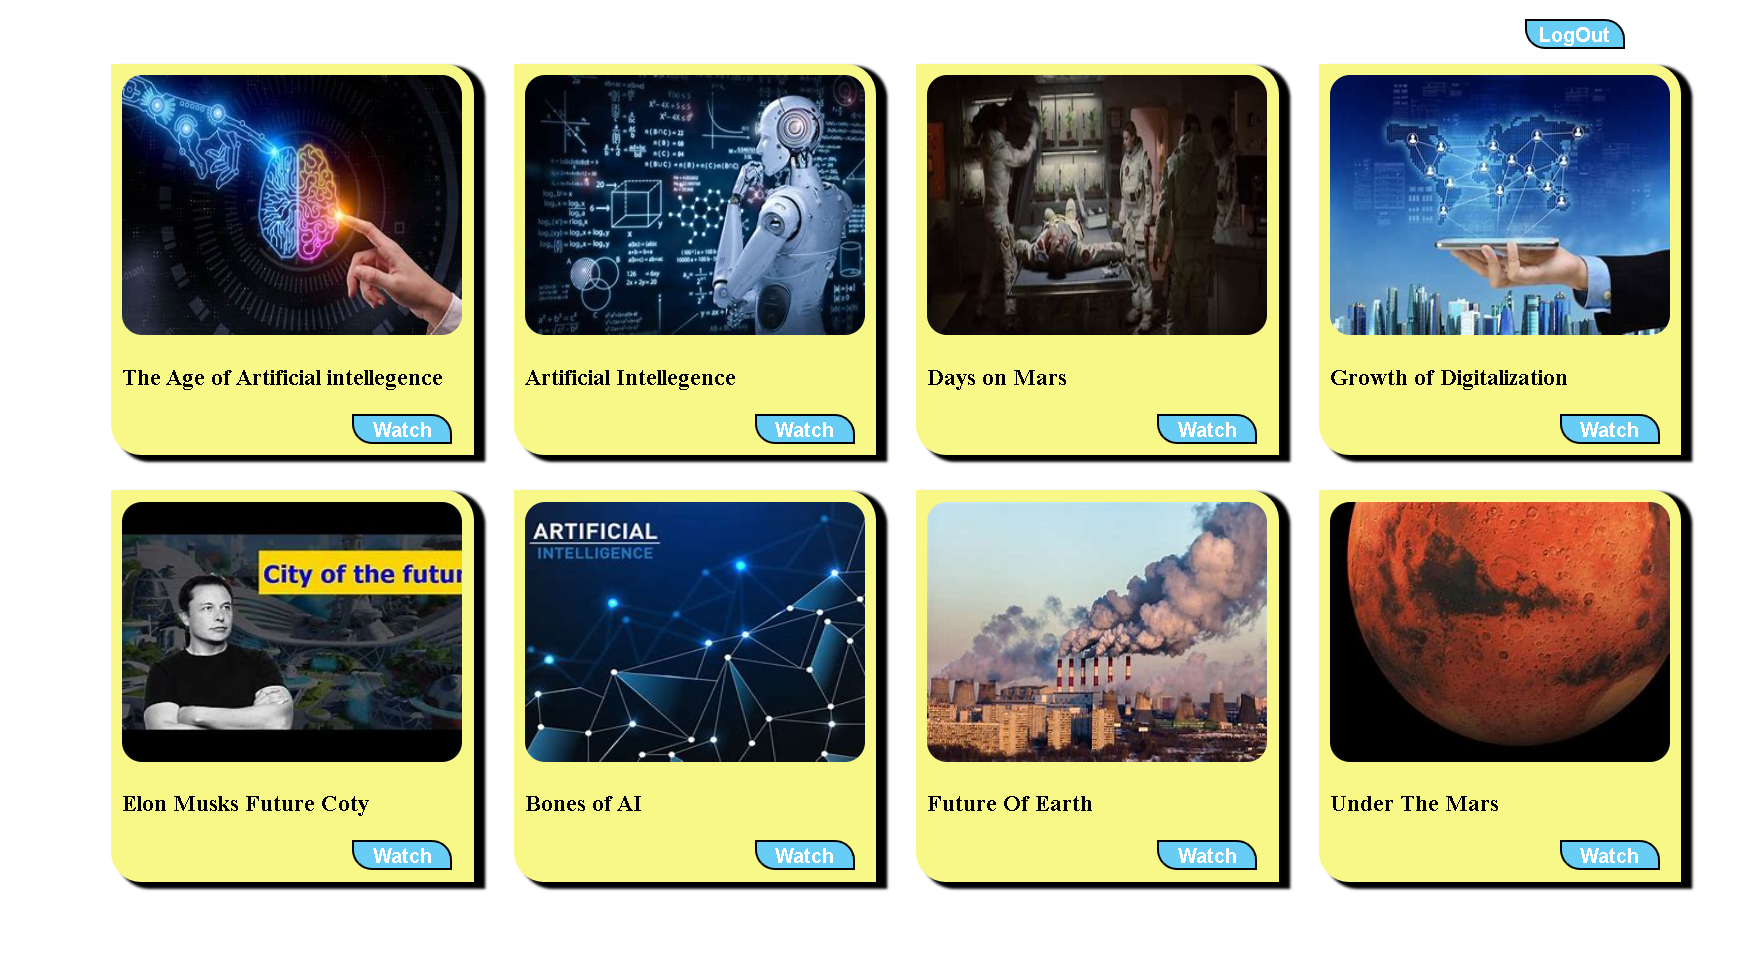 LogOut
The Age of Artificial intellegence
Artificial Intellegence
Days on Mars
Growth of Digitalization
Watch
Watch
Watch
Watch
City of the futur
ARTIFICIAL
INTELLIGENCE
Elon Musks Future Coty
Bones of AI
Future Of Earth
Under The Mars
Watch
Watch
Watch
Watch